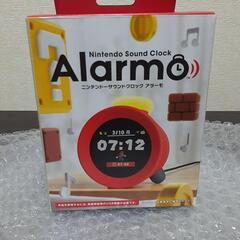 Nintendo Sound Clock
Alarmo
ニンテンドーサウンドクロック アラーモ
3/10 月
07:12